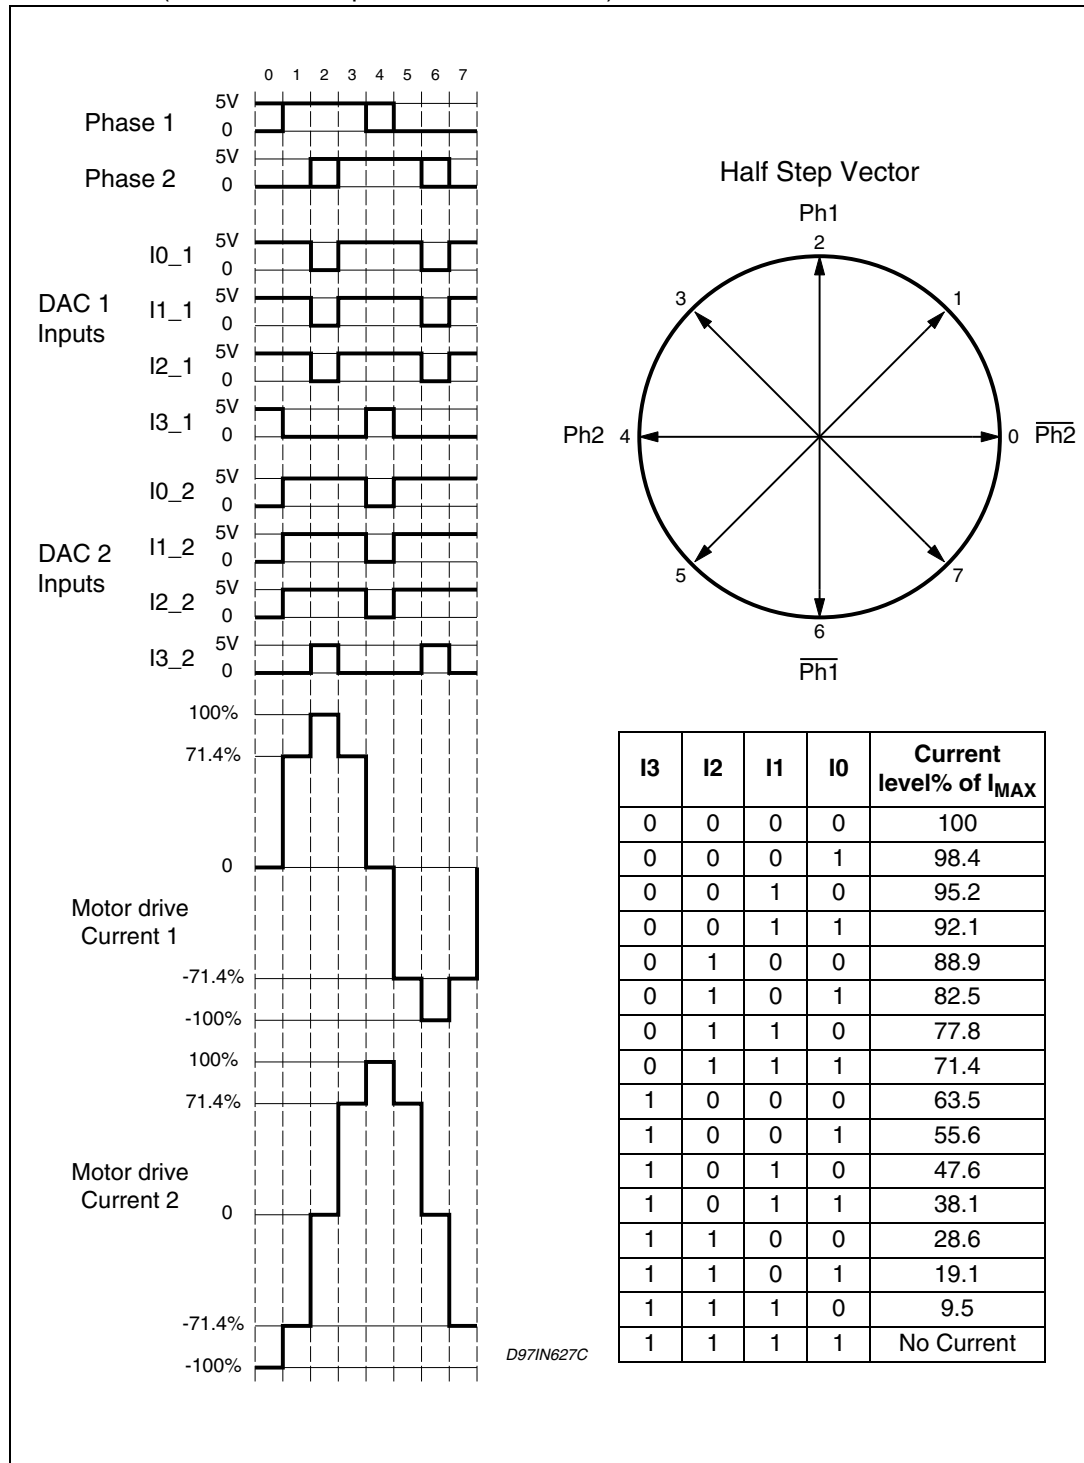 0 1 2 3 4 5 6 7
Phase 1
5V
0
Phase 2
5V
0
DAC 1
Inputs
I0_1
5V
0
I1_1
5V
0
I2_1
5V
0
I3_1
5V
0
DAC 2
Inputs
I0_2
5V
0
I1_2
5V
0
I2_2
5V
0
I3_2
5V
0
100%
71.4%
0
Motor drive
Current 1
-71.4%
-100%
100%
71.4%
Motor drive
Current 2
0
-71.4%
-100%
D97IN627C
Half Step Vector
Ph1
2
3
1
Ph2 4
0 Ph2
5
7
6
Ph1
I3 I2 I1 I0 Current level% of IMAX
0 0 0 0 100
0 0 0 1 98.4
0 0 1 0 95.2
0 0 1 1 92.1
0 1 0 0 88.9
0 1 0 1 82.5
0 1 1 0 77.8
0 1 1 1 71.4
1 0 0 0 63.5
1 0 0 1 55.6
1 0 1 0 47.6
1 0 1 1 38.1
1 1 0 0 28.6
1 1 0 1 19.1
1 1 1 0 9.5
1 1 1 1 No Current